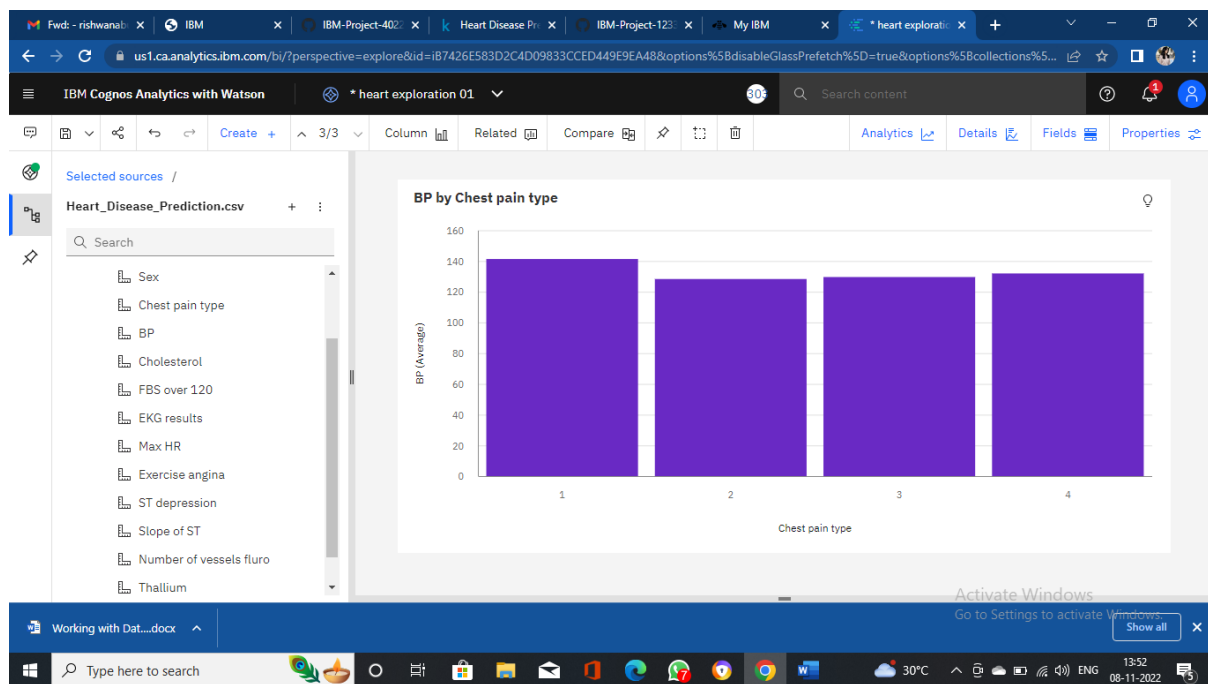 Fwd: - rishwanab
IBM
IBM-Project-4022
Heart Disease Pre
IBM-Project-123
My IBM
* heart exploratio
us1.ca.analytics.ibm.com/bi/?perspective=explore&id=iB7426E583D2C4D09833CCED449E9EA48&options%5BdisableGlassPrefetch%5D=true&options%5Bcollections%5...
IBM Cognos Analytics with Watson
* heart exploration 01
Search content
1
Create +
3/3
Column
Related
Compare
Analytics
Details
Fields
Properties
Selected sources /
Heart_Disease_Prediction.csv
Search
Sex
Chest pain type
BP
Cholesterol
FBS over 120
EKG results
Max HR
Exercise angina
ST depression
Slope of ST
Number of vessels fluro
Thallium
BP by Chest pain type
160
140
120
100
80
60
40
20
0
BP (Average)
1 2 3 4
Chest pain type
Activate Windows
Go to Settings to activate Windows.
Working with Dat....docx
Show all
Type here to search
30°C
ENG
13:52
08-11-2022
5